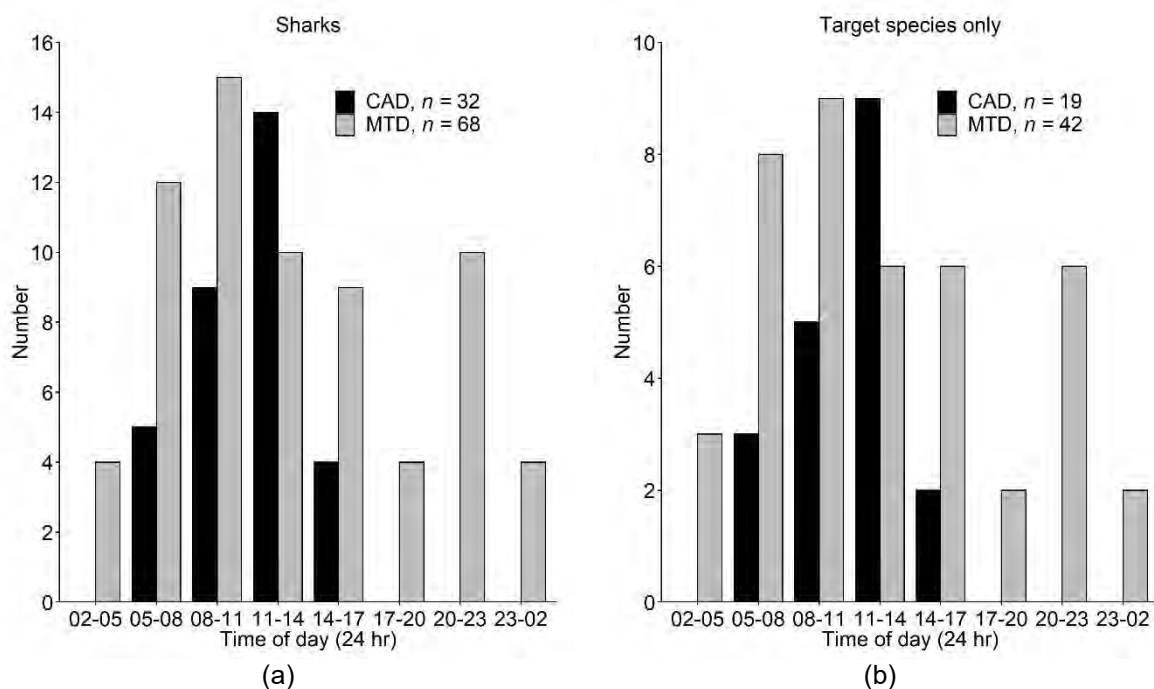 Sharks
16
14
12
10
8
6
4
2
0
Number
CAD, n = 32
MTD, n = 68
02-05 05-08 08-11 11-14 14-17 17-20 20-23 23-02
Time of day (24 hr)
(a)
Target species only
10
8
6
4
2
0
Number
CAD, n = 19
MTD, n = 42
02-05 05-08 08-11 11-14 14-17 17-20 20-23 23-02
Time of day (24 hr)
(b)